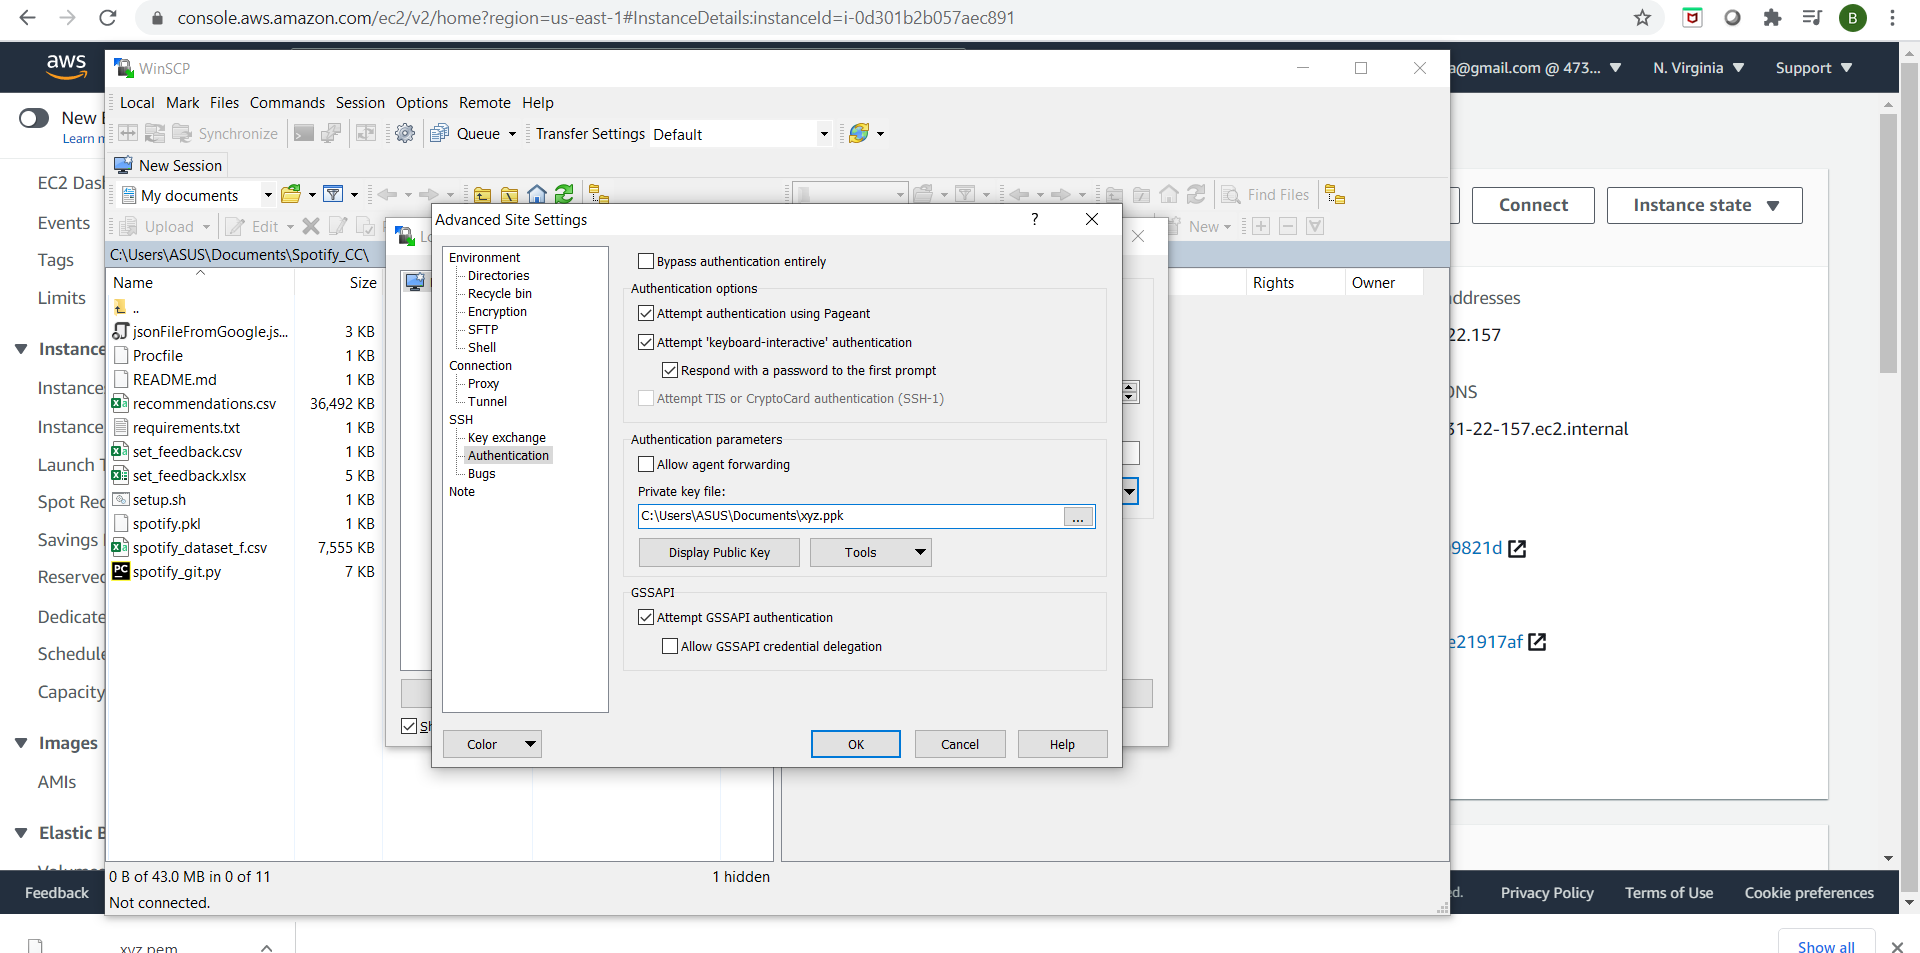 console.aws.amazon.com/ec2/v2/home?region=us-east-1#InstanceDetails:instanceId=i-0d301b2b057aec891
B
aws
WinSCP
a@gmail.com @ 473...
N. Virginia
Support
Local Mark Files Commands Session Options Remote Help
New
Learn
Synchronize
Queue
Transfer Settings Default
New Session
My documents
Find Files
Upload
Edit
New
C:\Users\ASUS\Documents\Spotify_CC\
Name
Size
Rights
Owner
..
jsonFileFromGoogle.js... 3 KB
Procfile 1 KB
README.md 1 KB
recommendations.csv 36,492 KB
requirements.txt 1 KB
set_feedback.csv 1 KB
set_feedback.xlsx 5 KB
setup.sh 1 KB
spotify.pkl 1 KB
spotify_dataset_f.csv 7,555 KB
PC
spotify_git.py 7 KB
0 B of 43.0 MB in 0 of 11
1 hidden
Not connected.
EC2 Das
Events
Tags
Limits
Instance
Instance
Instance
Launch T
Spot Req
Savings
Reserved
Dedicate
Schedule
Capacity
Images
AMIs
Elastic B
Feedback
Advanced Site Settings
?
Environment
Directories
Recycle bin
Encryption
SFTP
Shell
Connection
Proxy
Tunnel
SSH
Key exchange
Authentication
Bugs
Note
Bypass authentication entirely
Authentication options
Attempt authentication using Pageant
Attempt 'keyboard-interactive' authentication
Respond with a password to the first prompt
Attempt TIS or CryptoCard authentication (SSH-1)
Authentication parameters
Allow agent forwarding
Private key file:
C:\Users\ASUS\Documents\xyz.ppk
...
Display Public Key
Tools
GSSAPI
Attempt GSSAPI authentication
Allow GSSAPI credential delegation
Color
OK
Cancel
Help
Connect
Instance state
ddresses
22.157
31-22-157.ec2.internal
9821d
e21917af
ed.
Privacy Policy
Terms of Use
Cookie preferences
xyz.pem
Show all